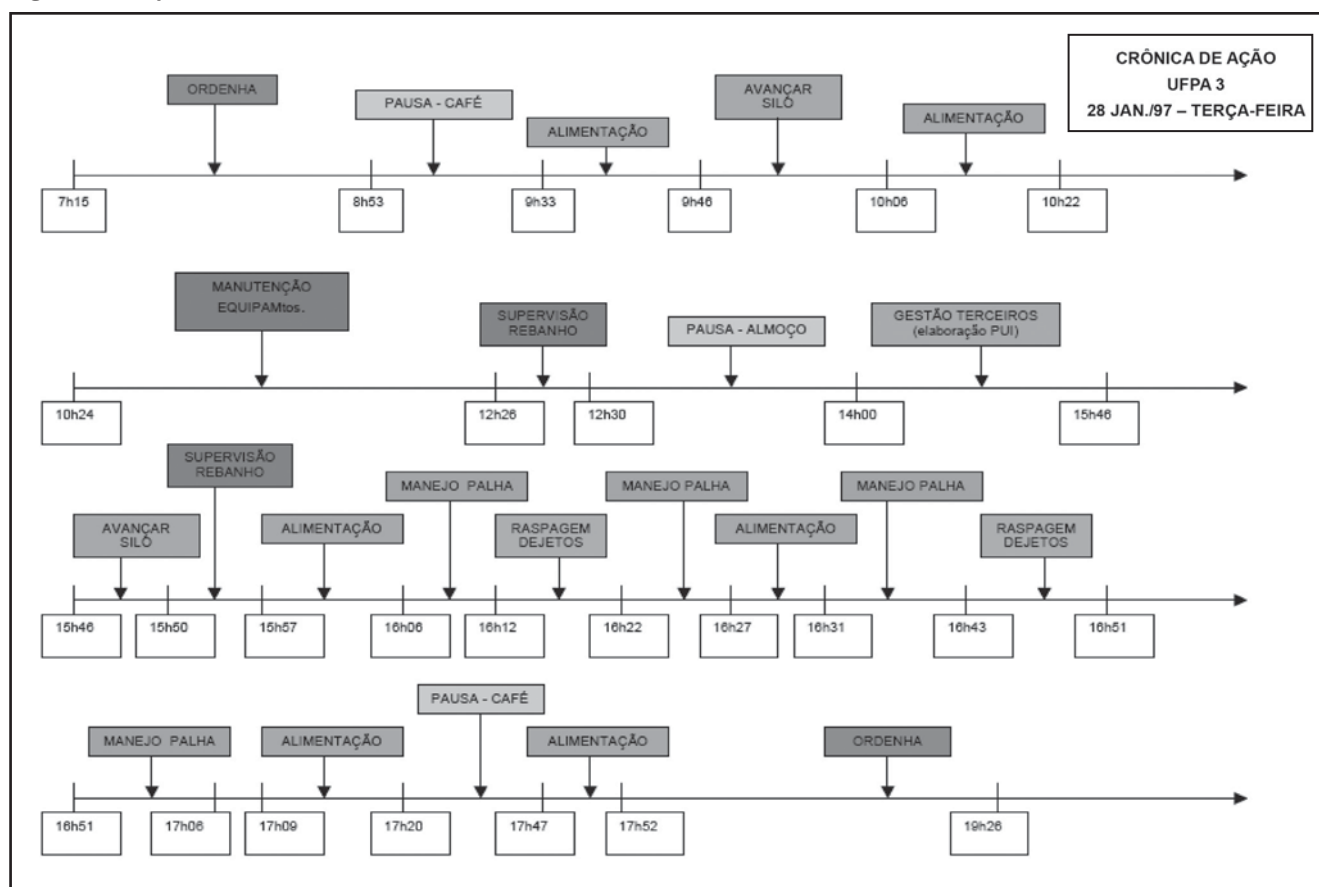 CRÔNICA DE AÇÃO
UFPA 3
28 JAN./97 – TERÇA-FEIRA
ORDENHA
PAUSA - CAFÉ
ALIMENTAÇÃO
AVANÇAR
SILÔ
ALIMENTAÇÃO
7h15
8h53
9h33
9h46
10h06
10h22
MANUTENÇÃO
EQUIPAMtos.
SUPERVISÃO
REBANHO
PAUSA - ALMOÇO
GESTÃO TERCEIROS
(elaboração PUI)
10h24
12h26
12h30
14h00
15h46
AVANÇAR
SILÔ
SUPERVISÃO
REBANHO
ALIMENTAÇÃO
MANEJO PALHA
RASPAGEM
DEJETOS
MANEJO PALHA
ALIMENTAÇÃO
MANEJO PALHA
RASPAGEM
DEJETOS
15h46
15h50
15h57
16h06
16h12
16h22
16h27
16h31
16h43
16h51
MANEJO PALHA
ALIMENTAÇÃO
PAUSA - CAFÉ
ALIMENTAÇÃO
ORDENHA
16h51
17h06
17h09
17h20
17h47
17h52
19h26